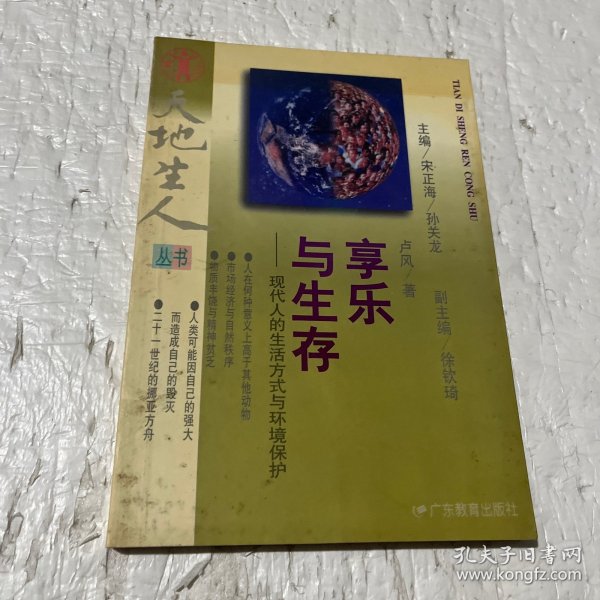 天地生人
丛书
TIAN DI SHENG REN CONG SHU
主编/宋正海/孙关龙
副主编/徐钦琦
卢风/著
享乐
与生存
——现代人的生活方式与环境保护
●人在何种意义上高于其他动物
●市场经济与自然秩序
●物质丰饶与精神贫乏
●人类可能因自己的强大
而造成自己的毁灭
●二十一世纪的挪亚方舟
广东教育出版社
孔夫子旧书网
www.kongfz.com